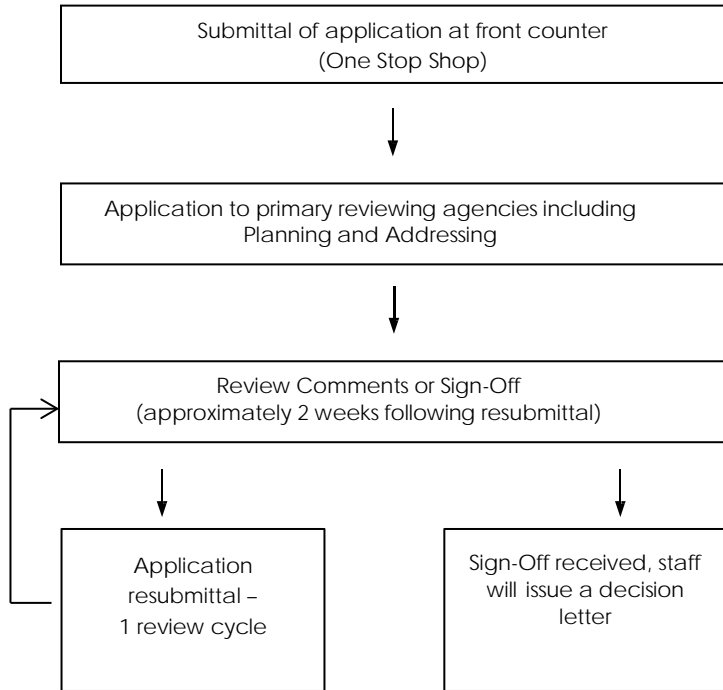 Submittal of application at front counter
(One Stop Shop)
Application to primary reviewing agencies including
Planning and Addressing
Review Comments or Sign-Off
(approximately 2 weeks following resubmittal)
Application
resubmittal –
1 review cycle
Sign-Off received, staff
will issue a decision
letter